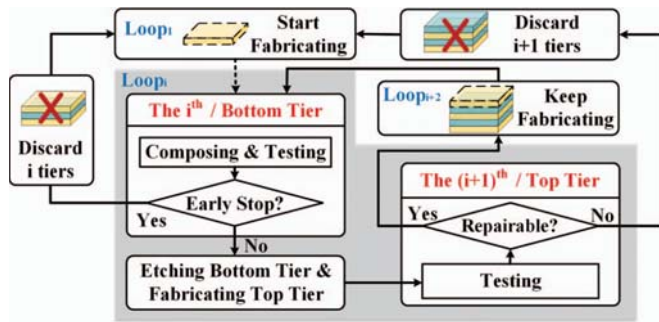 Loop1
Start
Fabricating
Discard
i+1 tiers
Loopi
Loopi+2
Keep
Fabricating
Discard
i tiers
The ith / Bottom Tier
Composing & Testing
Early Stop?
Yes
No
Etching Bottom Tier &
Fabricating Top Tier
The (i+1)th / Top Tier
Yes
Repairable?
No
Testing